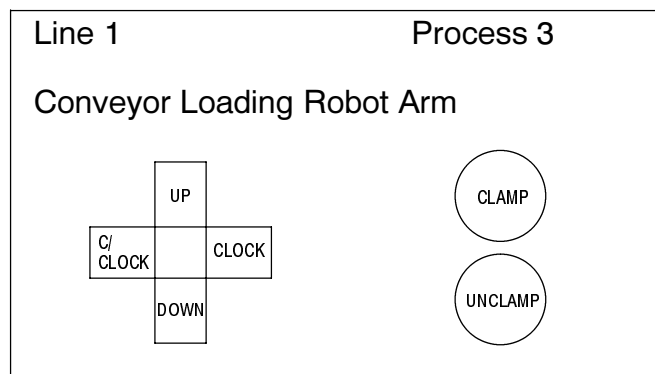 Line 1 Process 3
Conveyor Loading Robot Arm
UP
CLAMP
C/
CLOCK
CLOCK
DOWN
UNCLAMP